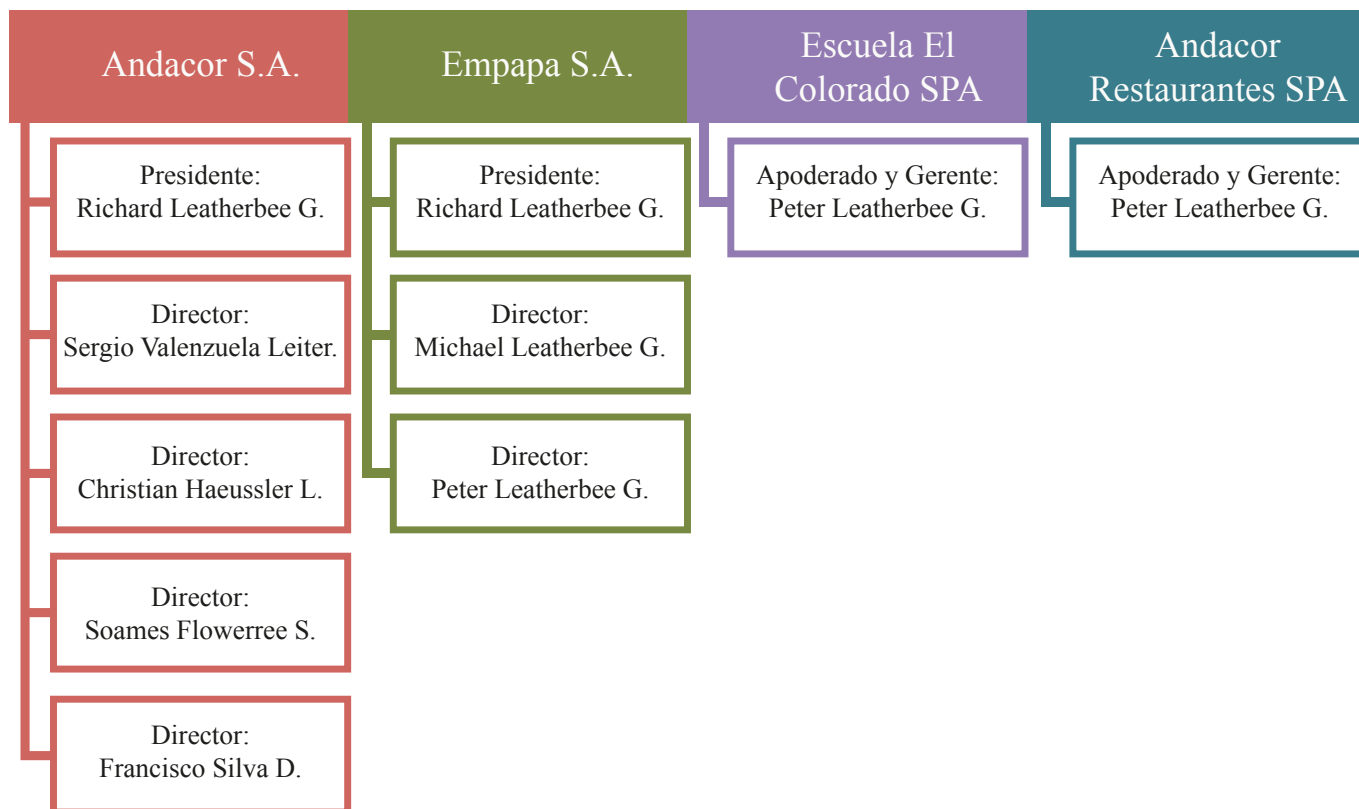 Andacor S.A.
Presidente:
Richard Leatherbee G.
Director:
Sergio Valenzuela Leiter.
Director:
Christian Haeussler L.
Director:
Soames Flowerree S.
Director:
Francisco Silva D.
Empapa S.A.
Presidente:
Richard Leatherbee G.
Director:
Michael Leatherbee G.
Director:
Peter Leatherbee G.
Escuela El
Colorado SPA
Apoderado y Gerente:
Peter Leatherbee G.
Andacor
Restaurantes SPA
Apoderado y Gerente:
Peter Leatherbee G.